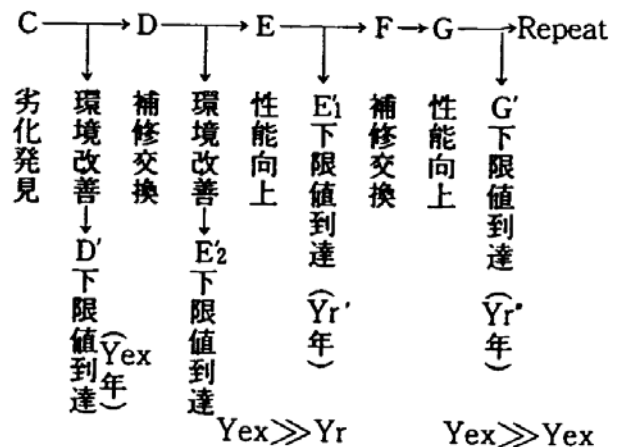 C → D → E → F → G → Repeat
劣化発見
環境改善
補修交換
環境改善
性能向上
E'1下限値到達(Yr'年)
補修交換
性能向上
G'下限値到達(Yr"年)
D'下限値到達(Yex年)
E'2下限値到達
Yex≫Yr
Yex≫Yex